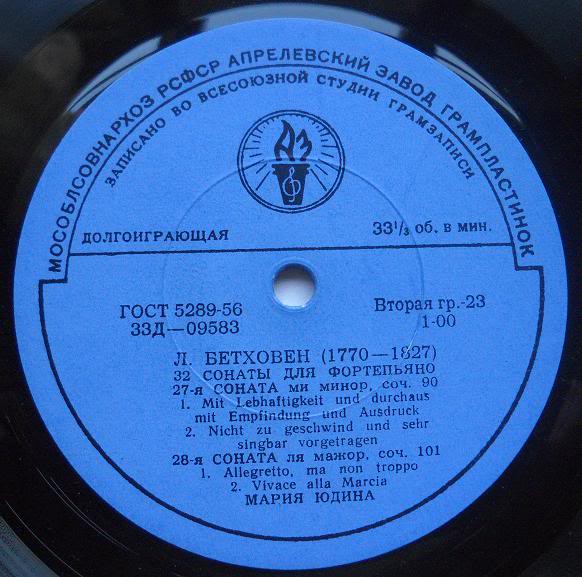 МОСОБЛСОВНАРХОЗ РСФСР АПРЕЛЕВСКИЙ ЗАВОД ГРАМПЛАСТИНОК
ЗАПИСАНО ВО ВСЕСОЮЗНОЙ СТУДИИ ГРАМЗАПИСИ
АЗ
ДОЛГОИГРАЮЩАЯ 33⅓ об. в мин.
ГОСТ 5289-56 Вторая гр.-23
33Д—09583 1-00
Л. БЕТХОВЕН (1770—1827)
32 СОНАТЫ ДЛЯ ФОРТЕПЬЯНО
27-я СОНАТА МИ МИНОР, СОЧ. 90
1. Mit Lebhaftigkeit und durchaus
mit Empfindung und Ausdruck
2. Nicht zu geschwind und sehr
singbar vorgetragen
28-я СОНАТА ЛЯ МАЖОР, СОЧ. 101
1. Allegretto, ma non troppo
2. Vivace alla Marcia
МАРИЯ ЮДИНА